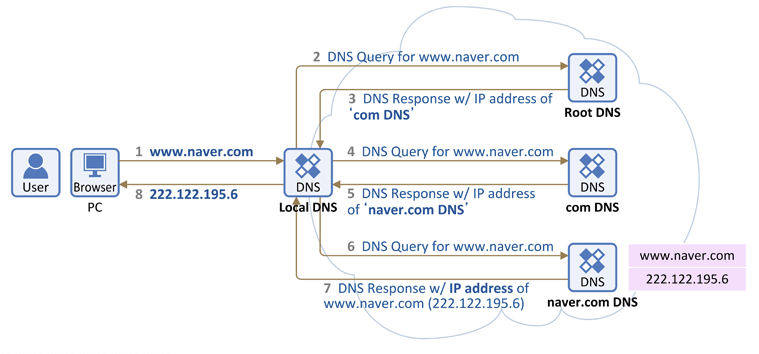 2 DNS Query for www.naver.com
DNS
Root DNS
3 DNS Response w/ IP address of
‘com DNS’
User
Browser
PC
1 www.naver.com
8 222.122.195.6
DNS
Local DNS
4 DNS Query for www.naver.com
5 DNS Response w/ IP address
of ‘naver.com DNS’
DNS
com DNS
6 DNS Query for www.naver.com
7 DNS Response w/ IP address of
www.naver.com (222.122.195.6)
DNS
naver.com DNS
www.naver.com
222.122.195.6